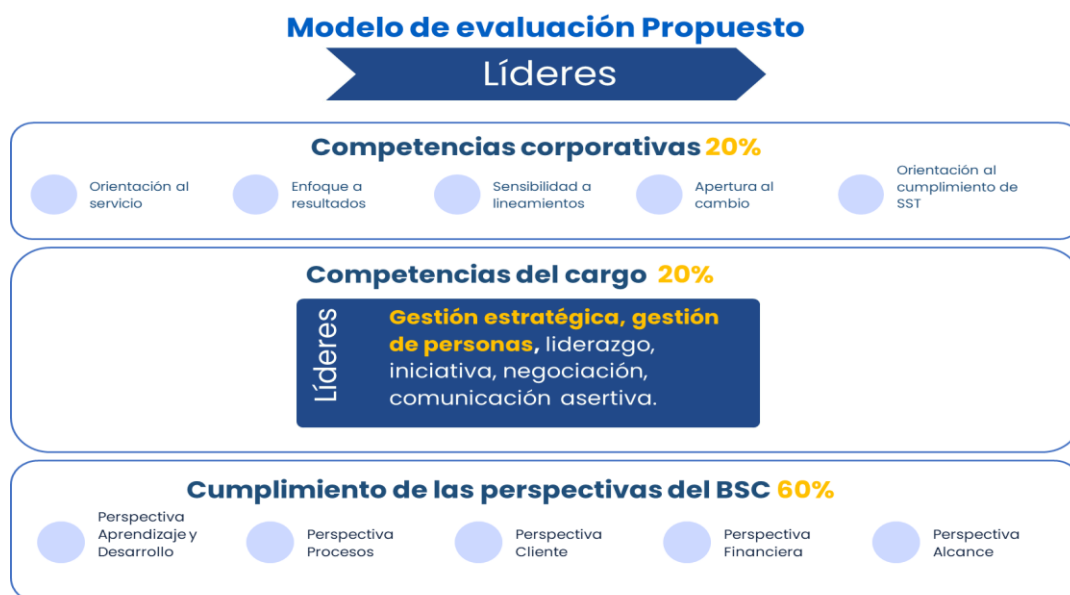 Modelo de evaluación Propuesto
Líderes
Competencias corporativas 20%
Orientación al
servicio
Enfoque a
resultados
Sensibilidad a
lineamientos
Apertura al
cambio
Orientación al
cumplimiento de
SST
Competencias del cargo 20%
Líderes
Gestión estratégica, gestión
de personas, liderazgo,
iniciativa, negociación,
comunicación asertiva.
Cumplimiento de las perspectivas del BSC 60%
Perspectiva
Aprendizaje y
Desarrollo
Perspectiva
Procesos
Perspectiva
Cliente
Perspectiva
Financiera
Perspectiva
Alcance